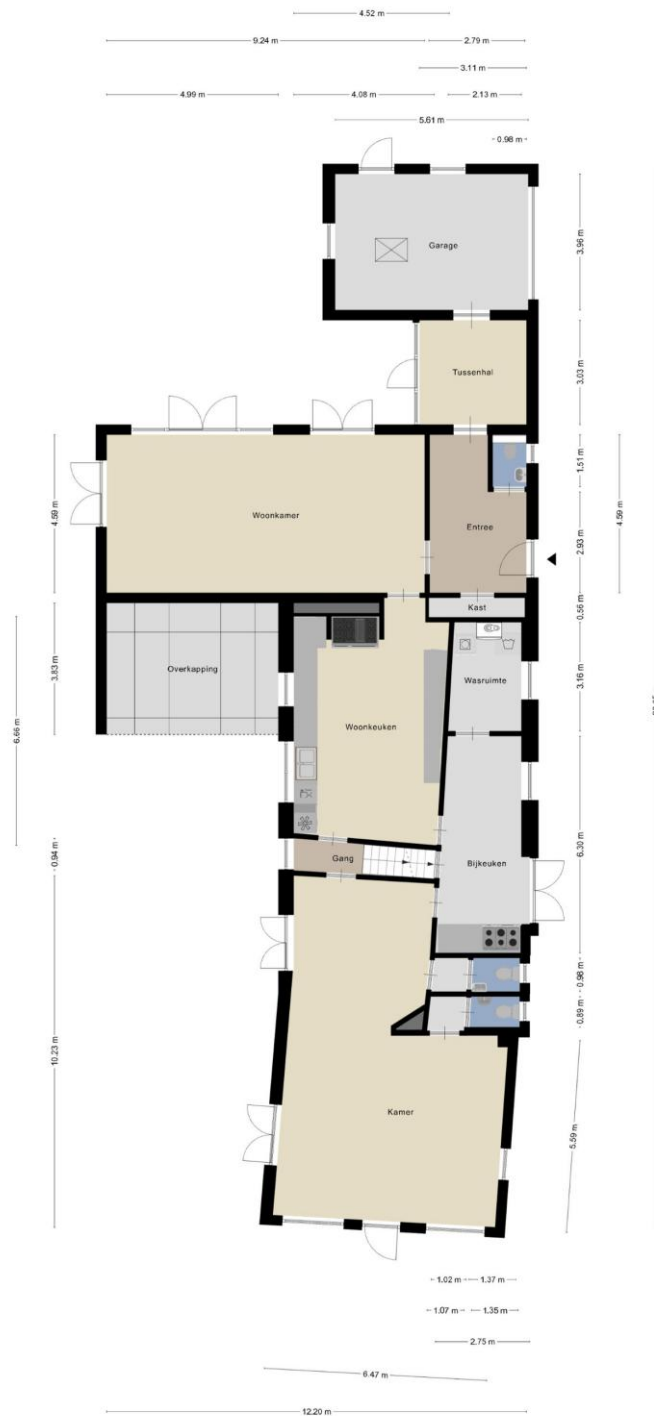 4.52 m
9.24 m
2.79 m
3.11 m
4.99 m
4.08 m
2.13 m
5.61 m
0.98 m
Garage
3.96 m
Tussenhal
3.03 m
4.59 m
Woonkamer
Entree
1.51 m
2.93 m
4.59 m
Kast
0.56 m
3.83 m
Overkapping
Wasruimte
3.16 m
6.66 m
Woonkeuken
0.94 m
Gang
Bijkeuken
6.30 m
0.98 m
0.89 m
10.23 m
Kamer
5.59 m
1.02 m
1.37 m
1.07 m
1.35 m
2.75 m
6.47 m
12.20 m